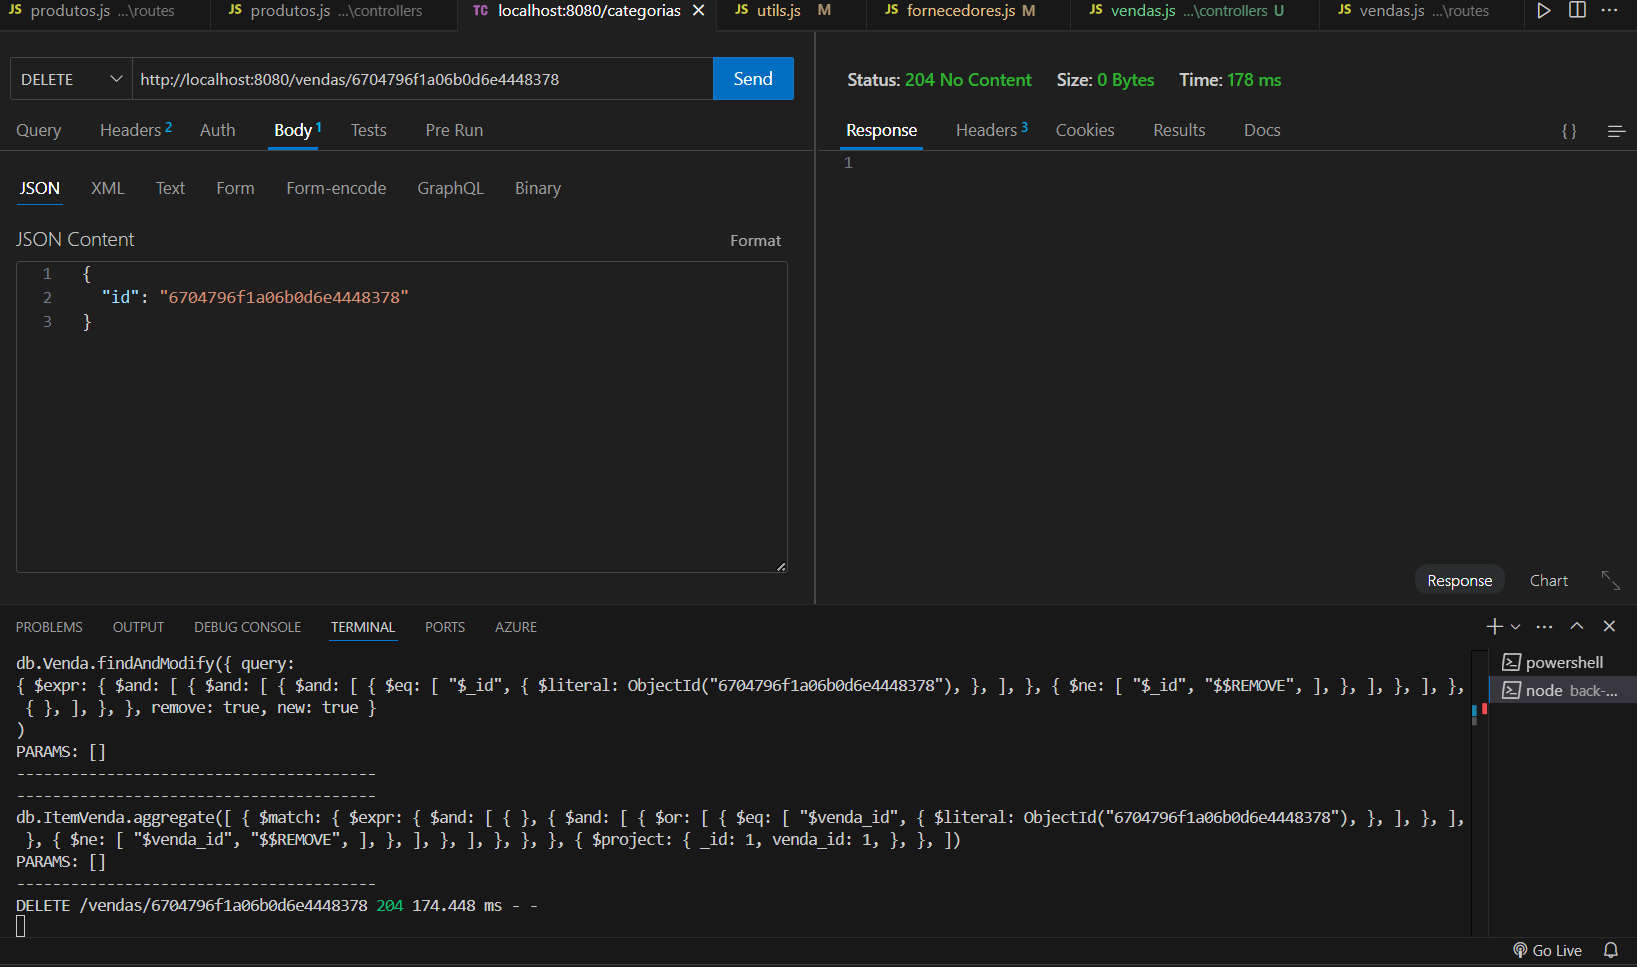 JS produtos.js ...\routes
JS produtos.js ...\controllers
TC localhost:8080/categorias
JS utils.js M
JS fornecedores.js M
JS vendas.js ...\controllers U
JS vendas.js ...\routes
DELETE http://localhost:8080/vendas/6704796f1a06b0d6e4448378 Send
Status: 204 No Content Size: 0 Bytes Time: 178 ms
Query Headers 2 Auth Body 1 Tests Pre Run
Response Headers 3 Cookies Results Docs {}
1
JSON XML Text Form Form-encode GraphQL Binary
JSON Content Format
1 {
2 "id": "6704796f1a06b0d6e4448378"
3 }
Response Chart
PROBLEMS OUTPUT DEBUG CONSOLE TERMINAL PORTS AZURE
powershell
node back-...
db.Venda.findAndModify({ query:
{ $expr: { $and: [ { $and: [ { $and: [ { $eq: [ "$_id", { $literal: ObjectId("6704796f1a06b0d6e4448378"), }, ], }, { $ne: [ "$_id", "$$REMOVE", ], }, ], }, ], },
{ }, ], }, }, remove: true, new: true }
)
PARAMS: []
----------------------------------------
----------------------------------------
db.ItemVenda.aggregate([ { $match: { $expr: { $and: [ { }, { $and: [ { $or: [ { $eq: [ "$venda_id", { $literal: ObjectId("6704796f1a06b0d6e4448378"), }, ], }, ],
}, { $ne: [ "$venda_id", "$$REMOVE", ], }, ], }, ], }, }, }, { $project: { _id: 1, venda_id: 1, }, }, ])
PARAMS: []
----------------------------------------
DELETE /vendas/6704796f1a06b0d6e4448378 204 174.448 ms - -
Go Live